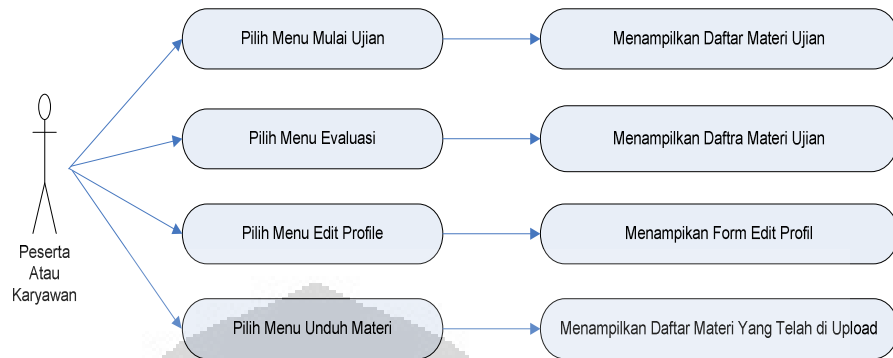 Pilih Menu Mulai Ujian
Menampilkan Daftar Materi Ujian
Pilih Menu Evaluasi
Menampilkan Daftra Materi Ujian
Pilih Menu Edit Profile
Menampikan Form Edit Profil
Peserta
Atau
Karyawan
Pilih Menu Unduh Materi
Menampilkan Daftar Materi Yang Telah di Upload